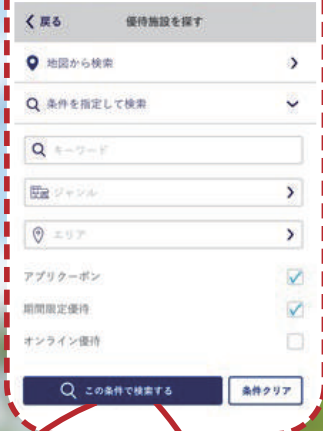 戻る 優待施設を探す
地図から検索
条件を指定して検索
キーワード
ジャンル
エリア
アプリクーポン
期間限定優待
オンライン優待
この条件で検索する 条件クリア